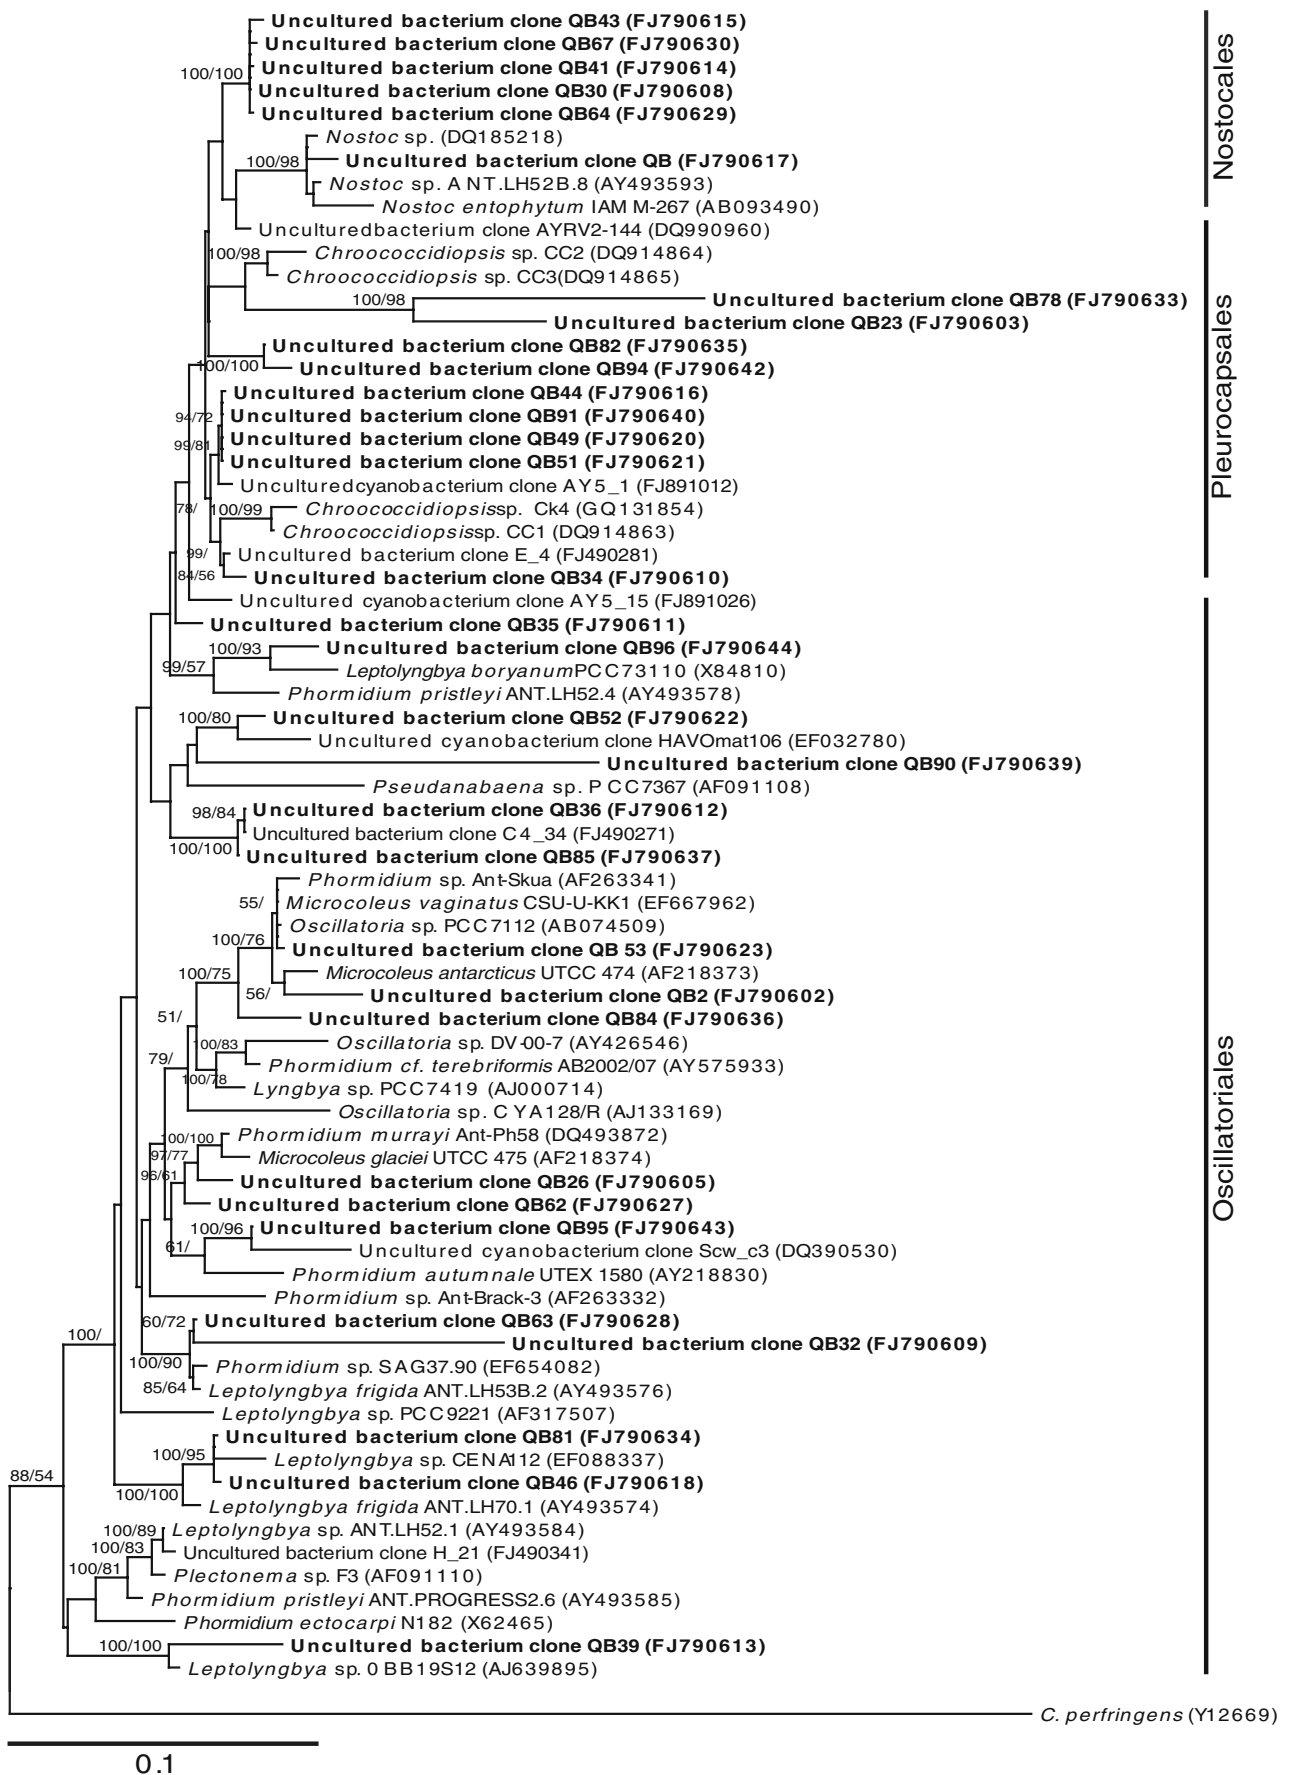 Uncultured bacterium clone QB43 (FJ790615)
Uncultured bacterium clone QB67 (FJ790630)
100/100
Uncultured bacterium clone QB41 (FJ790614)
Uncultured bacterium clone QB30 (FJ790608)
Uncultured bacterium clone QB64 (FJ790629)
Nostoc sp. (DQ185218)
100/98
Uncultured bacterium clone QB (FJ790617)
Nostoc sp. ANT.LH52B.8 (AY493593)
Nostoc entophytum IAM M-267 (AB093490)
Nostocales
Unculturedbacterium clone AYRV2-144 (DQ990960)
100/98
Chroococcidiopsis sp. CC2 (DQ914864)
Chroococcidiopsis sp. CC3(DQ914865)
100/98
Uncultured bacterium clone QB78 (FJ790633)
Uncultured bacterium clone QB23 (FJ790603)
Uncultured bacterium clone QB82 (FJ790635)
100/100
Uncultured bacterium clone QB94 (FJ790642)
Uncultured bacterium clone QB44 (FJ790616)
94/72
Uncultured bacterium clone QB91 (FJ790640)
99/81
Uncultured bacterium clone QB49 (FJ790620)
Uncultured bacterium clone QB51 (FJ790621)
Unculturedcyanobacterium clone AY5_1 (FJ891012)
78/
100/99
Chroococcidiopsissp. Ck4 (GQ131854)
Chroococcidiopsissp. CC1 (DQ914863)
99/
Uncultured bacterium clone E_4 (FJ490281)
84/56
Uncultured bacterium clone QB34 (FJ790610)
Pleurocapsales
Uncultured cyanobacterium clone AY5_15 (FJ891026)
Uncultured bacterium clone QB35 (FJ790611)
100/93
Uncultured bacterium clone QB96 (FJ790644)
99/57
Leptolyngbya boryanumPCC73110 (X84810)
Phormidium pristleyi ANT.LH52.4 (AY493578)
100/80
Uncultured bacterium clone QB52 (FJ790622)
Uncultured cyanobacterium clone HAVOmat106 (EF032780)
Uncultured bacterium clone QB90 (FJ790639)
Pseudanabaena sp. PCC7367 (AF091108)
98/84
Uncultured bacterium clone QB36 (FJ790612)
Uncultured bacterium clone C4_34 (FJ490271)
100/100
Uncultured bacterium clone QB85 (FJ790637)
Phormidium sp. Ant-Skua (AF263341)
55/
Microcoleus vaginatus CSU-U-KK1 (EF667962)
Oscillatoria sp. PCC7112 (AB074509)
100/76
Uncultured bacterium clone QB 53 (FJ790623)
100/75
Microcoleus antarcticus UTCC 474 (AF218373)
56/
Uncultured bacterium clone QB2 (FJ790602)
51/
Uncultured bacterium clone QB84 (FJ790636)
100/83
Oscillatoria sp. DV-00-7 (AY426546)
79/
Phormidium cf. terebriformis AB2002/07 (AY575933)
100/78
Lyngbya sp. PCC7419 (AJ000714)
Oscillatoria sp. CYA128/R (AJ133169)
100/100
Phormidium murrayi Ant-Ph58 (DQ493872)
97/77
Microcoleus glaciei UTCC 475 (AF218374)
96/61
Uncultured bacterium clone QB26 (FJ790605)
Uncultured bacterium clone QB62 (FJ790627)
100/96
Uncultured bacterium clone QB95 (FJ790643)
61/
Uncultured cyanobacterium clone Scw_c3 (DQ390530)
Phormidium autumnale UTEX 1580 (AY218830)
Phormidium sp. Ant-Brack-3 (AF263332)
60/72
Uncultured bacterium clone QB63 (FJ790628)
100/
Uncultured bacterium clone QB32 (FJ790609)
100/90
Phormidium sp. SAG37.90 (EF654082)
85/64
Leptolyngbya frigida ANT.LH53B.2 (AY493576)
Leptolyngbya sp. PCC9221 (AF317507)
Uncultured bacterium clone QB81 (FJ790634)
100/95
Leptolyngbya sp. CENA112 (EF088337)
88/54
Uncultured bacterium clone QB46 (FJ790618)
100/100
Leptolyngbya frigida ANT.LH70.1 (AY493574)
100/89
Leptolyngbya sp. ANT.LH52.1 (AY493584)
100/83
Uncultured bacterium clone H_21 (FJ490341)
100/81
Plectonema sp. F3 (AF091110)
Phormidium pristleyi ANT.PROGRESS2.6 (AY493585)
Phormidium ectocarpi N182 (X62465)
100/100
Uncultured bacterium clone QB39 (FJ790613)
Leptolyngbya sp. 0BB19S12 (AJ639895)
Oscillatoriales
C. perfringens (Y12669)
0.1